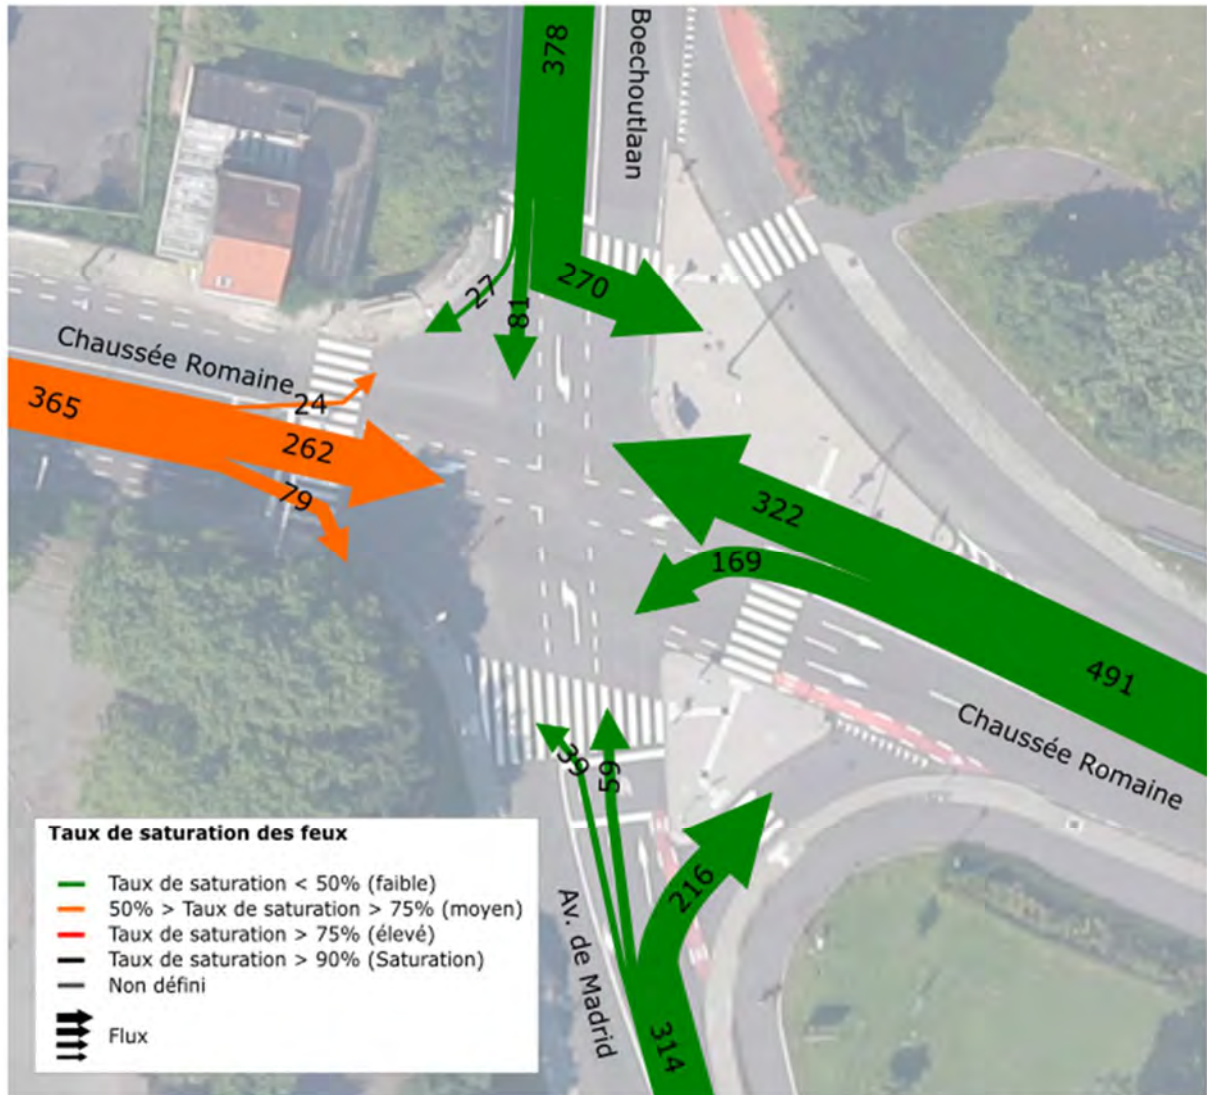 378
Boechoutlaan
27
81
270
Chaussée Romaine
365
24
262
79
322
169
491
Chaussée Romaine
39
59
216
314
Av. de Madrid
Taux de saturation des feux
Taux de saturation < 50% (faible)
50% > Taux de saturation > 75% (moyen)
Taux de saturation > 75% (élevé)
Taux de saturation > 90% (Saturation)
Non défini
Flux